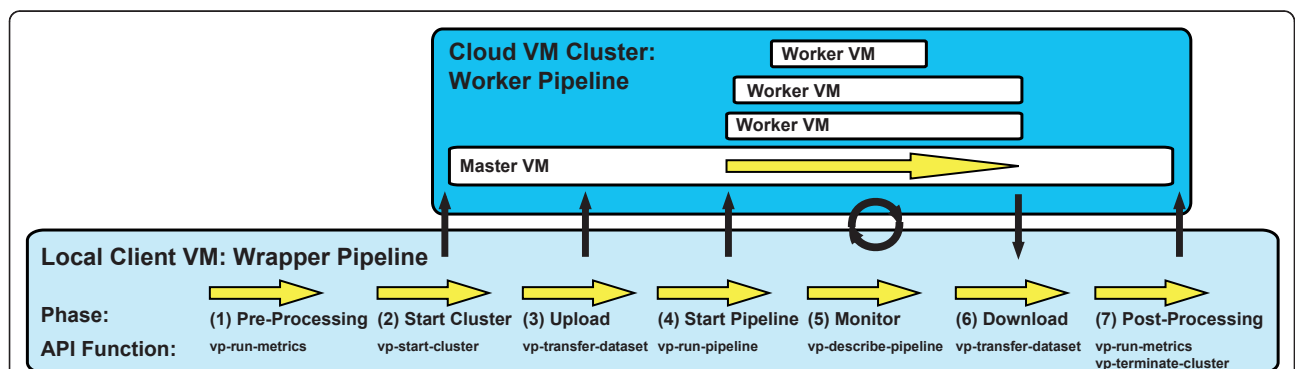 Cloud VM Cluster:
Worker Pipeline
Worker VM
Worker VM
Worker VM
Master VM
Local Client VM: Wrapper Pipeline
Phase: (1) Pre-Processing (2) Start Cluster (3) Upload (4) Start Pipeline (5) Monitor (6) Download (7) Post-Processing
API Function: vp-run-metrics vp-start-cluster vp-transfer-dataset vp-run-pipeline vp-describe-pipeline vp-transfer-dataset vp-run-metrics
vp-terminate-cluster